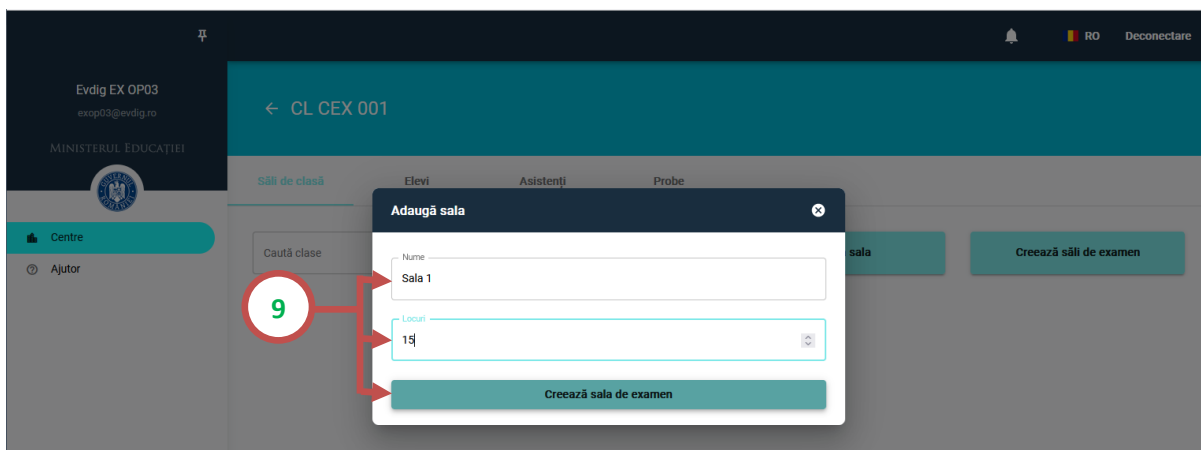 RO Deconectare
Evdig EX OP03
exop03@evdig.ro
MINISTERUL EDUCAȚIEI
CL CEX 001
Săli de clasă Elevi Asistenți Probe
Centre
Ajutor
Caută clase sala Creează săli de examen
Adaugă sala
Nume
Sala 1
9
Locuri
15
Creează sala de examen